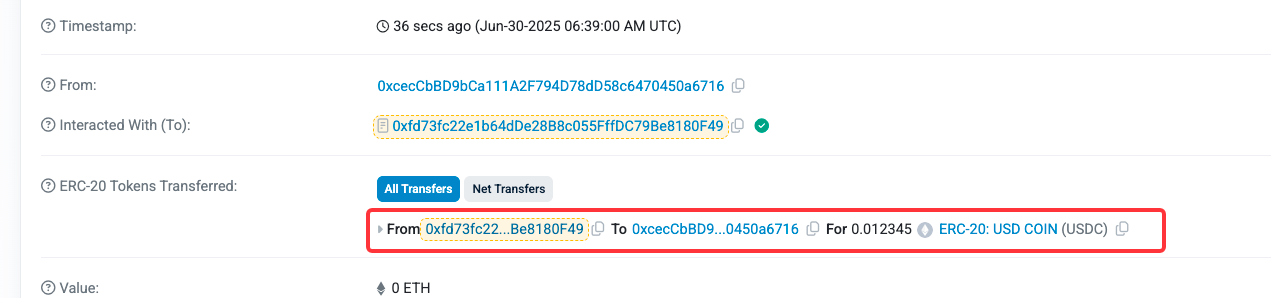 Timestamp: 36 secs ago (Jun-30-2025 06:39:00 AM UTC)
From: 0xcecCbBD9bCa111A2F794D78dD58c6470450a6716
Interacted With (To): 0xfd73fc22e1b64dDe28B8c055FffDC79Be8180F49
ERC-20 Tokens Transferred: All Transfers Net Transfers
From 0xfd73fc22...Be8180F49 To 0xcecCbBD9...0450a6716 For 0.012345 ERC-20: USD COIN (USDC)
Value: 0 ETH